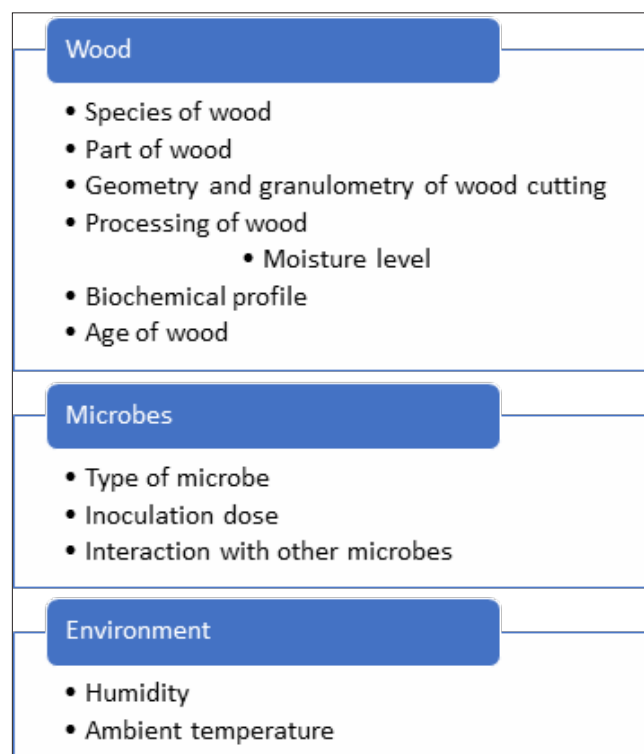 Wood
• Species of wood
• Part of wood
• Geometry and granulometry of wood cutting
• Processing of wood
• Moisture level
• Biochemical profile
• Age of wood
Microbes
• Type of microbe
• Inoculation dose
• Interaction with other microbes
Environment
• Humidity
• Ambient temperature